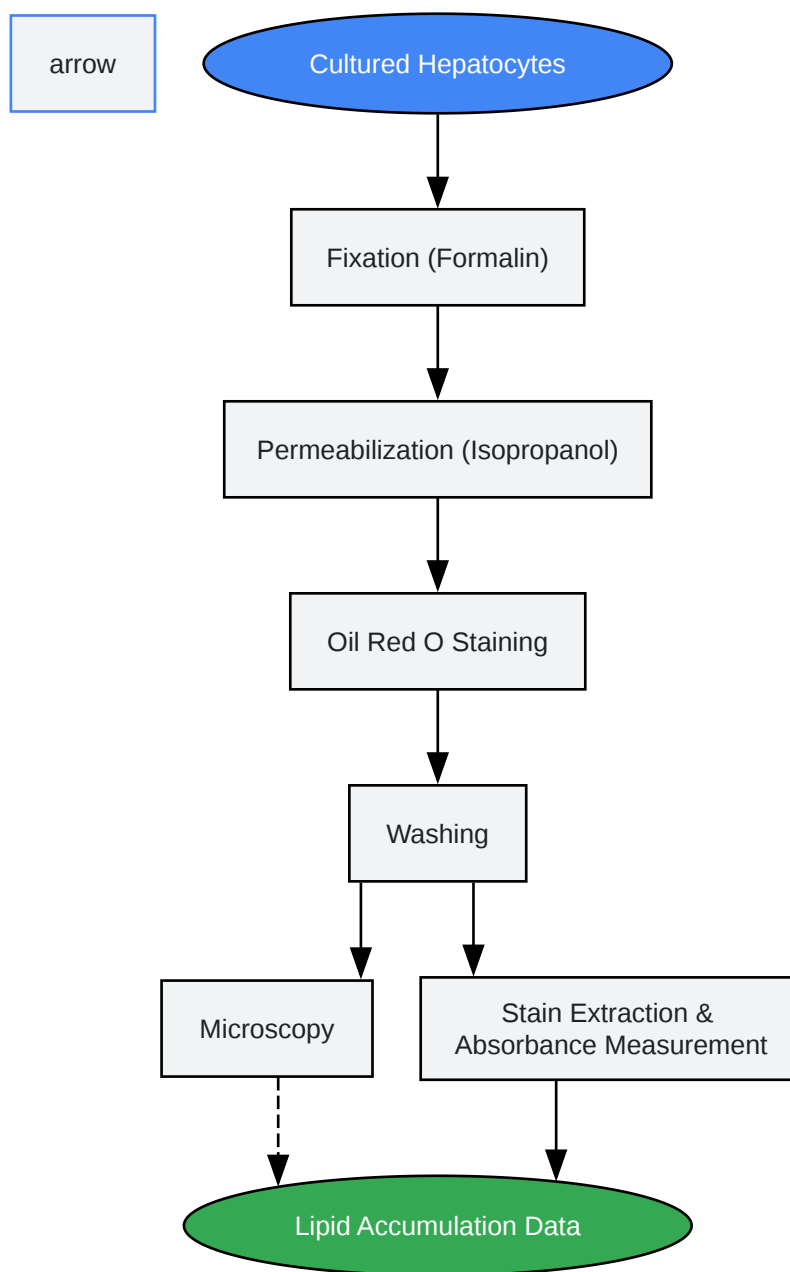 arrow
Cultured Hepatocytes
Fixation (Formalin)
Permeabilization (Isopropanol)
Oil Red O Staining
Washing
Microscopy
Stain Extraction &
Absorbance Measurement
Lipid Accumulation Data